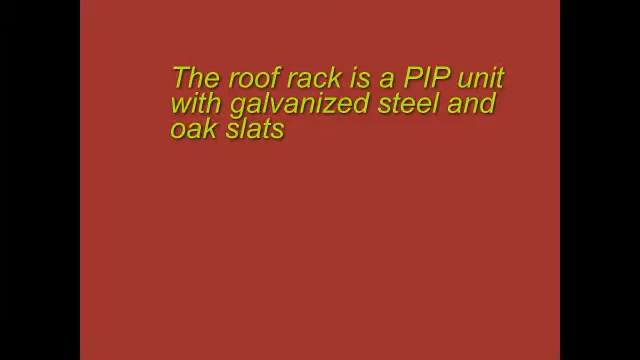 The roof rack is a PIP unit
with galvanized steel and
oak slats